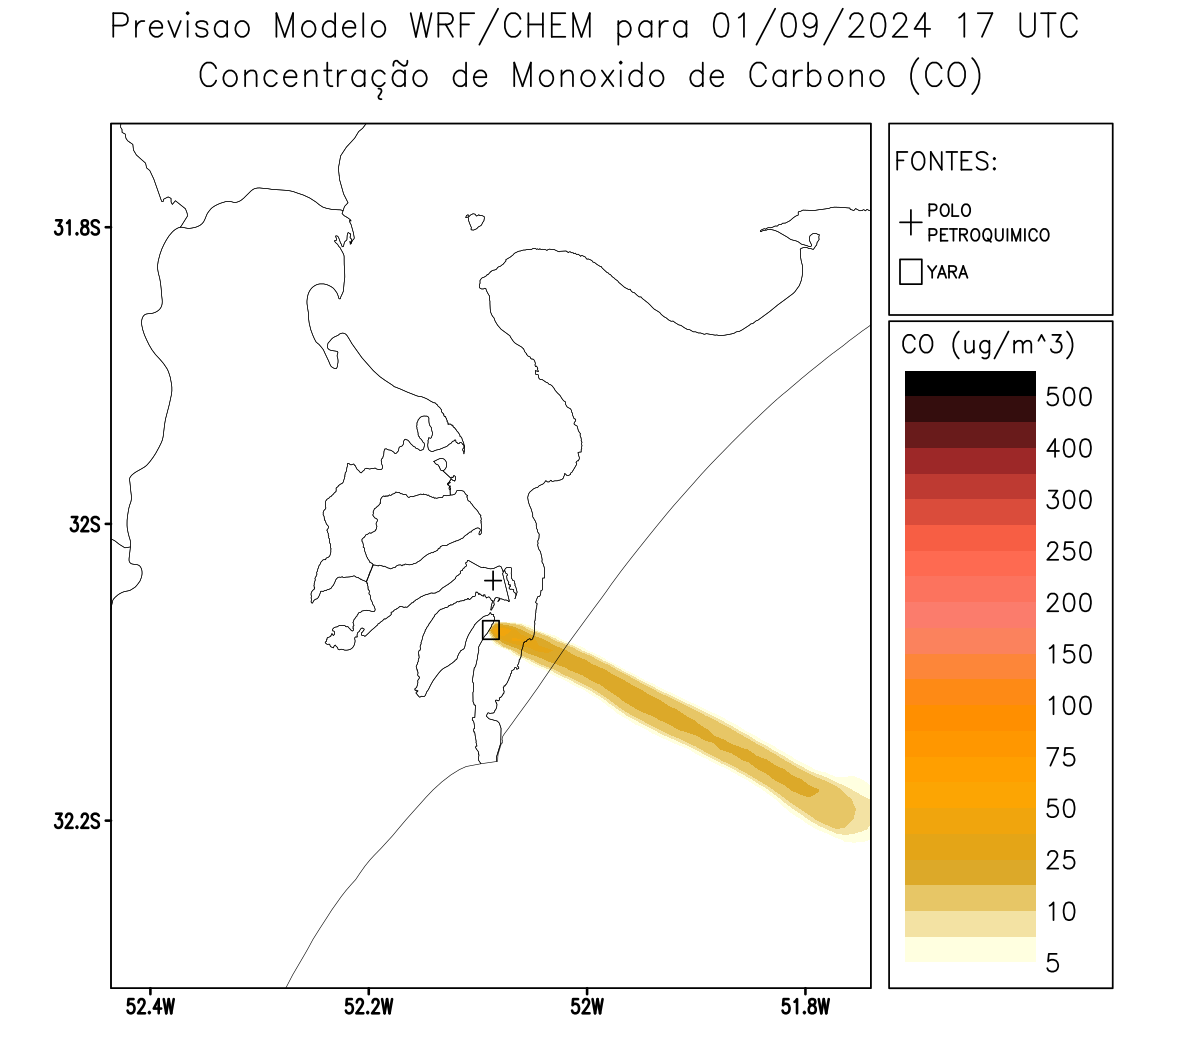 Previsao Modelo WRF/CHEM para 01/09/2024 17 UTC
Concentração de Monoxido de Carbono (CO)
FONTES:
POLO
PETROQUIMICO
YARA
CO (ug/m^3)
500
400
300
250
200
150
100
75
50
25
10
5
31.8S
32S
32.2S
52.4W
52.2W
52W
51.8W